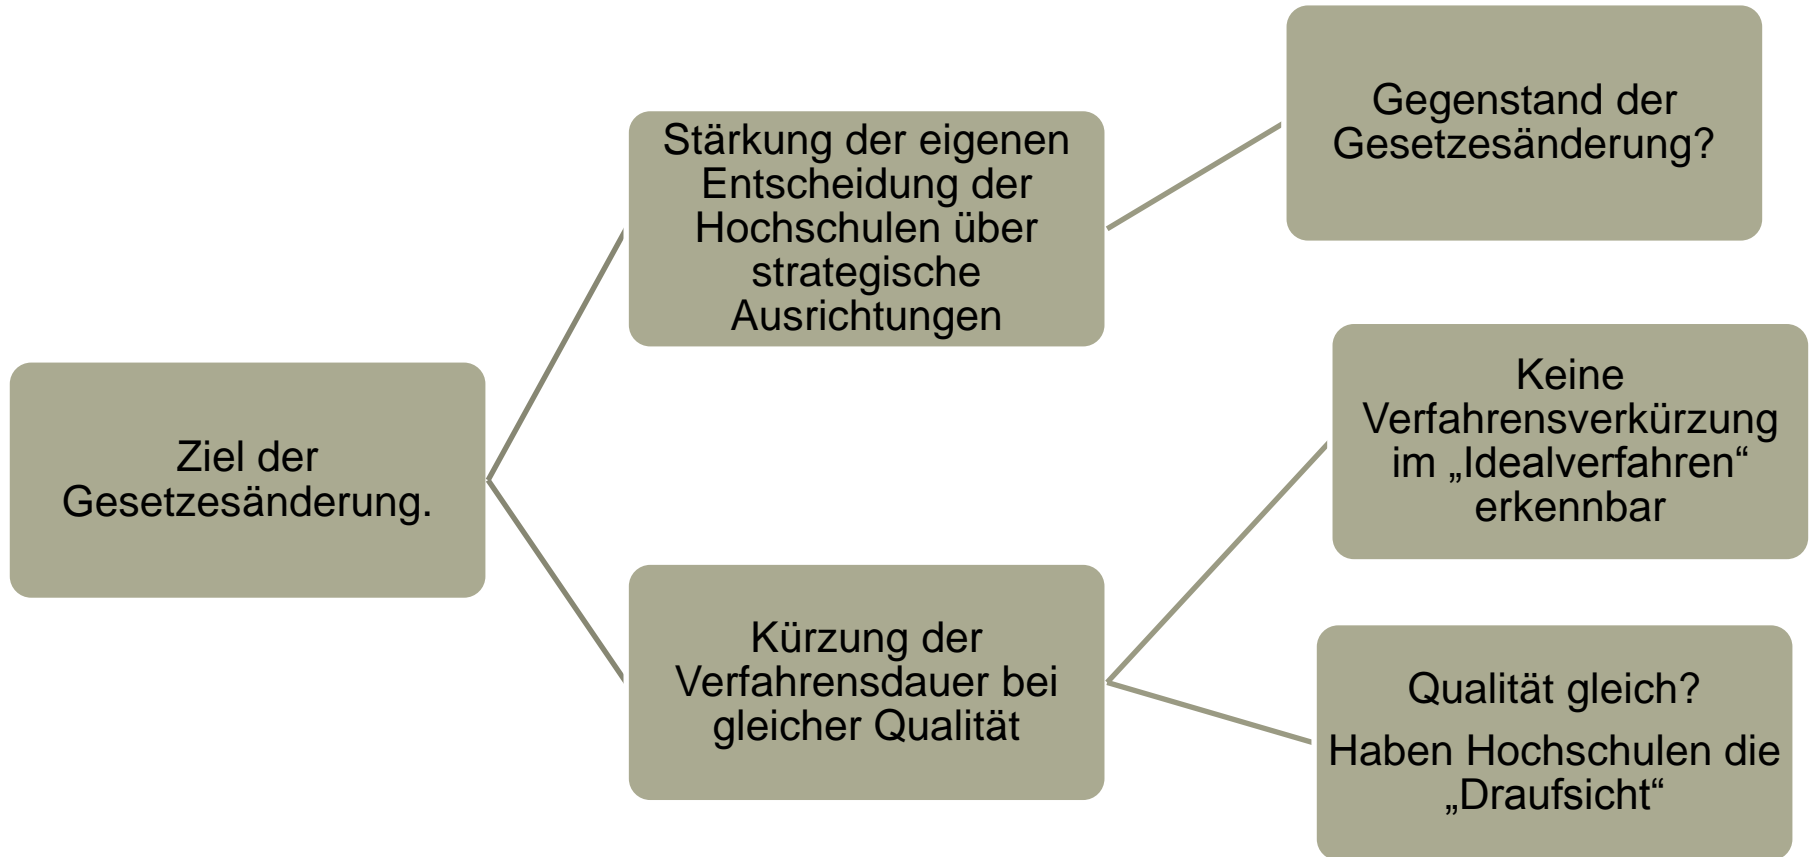 Ziel der
Gesetzesänderung.
Stärkung der eigenen
Entscheidung der
Hochschulen über
strategische
Ausrichtungen
Gegenstand der
Gesetzesänderung?
Kürzung der
Verfahrensdauer bei
gleicher Qualität
Keine
Verfahrensverkürzung
im „Idealverfahren“
erkennbar
Qualität gleich?
Haben Hochschulen die
„Draufsicht“